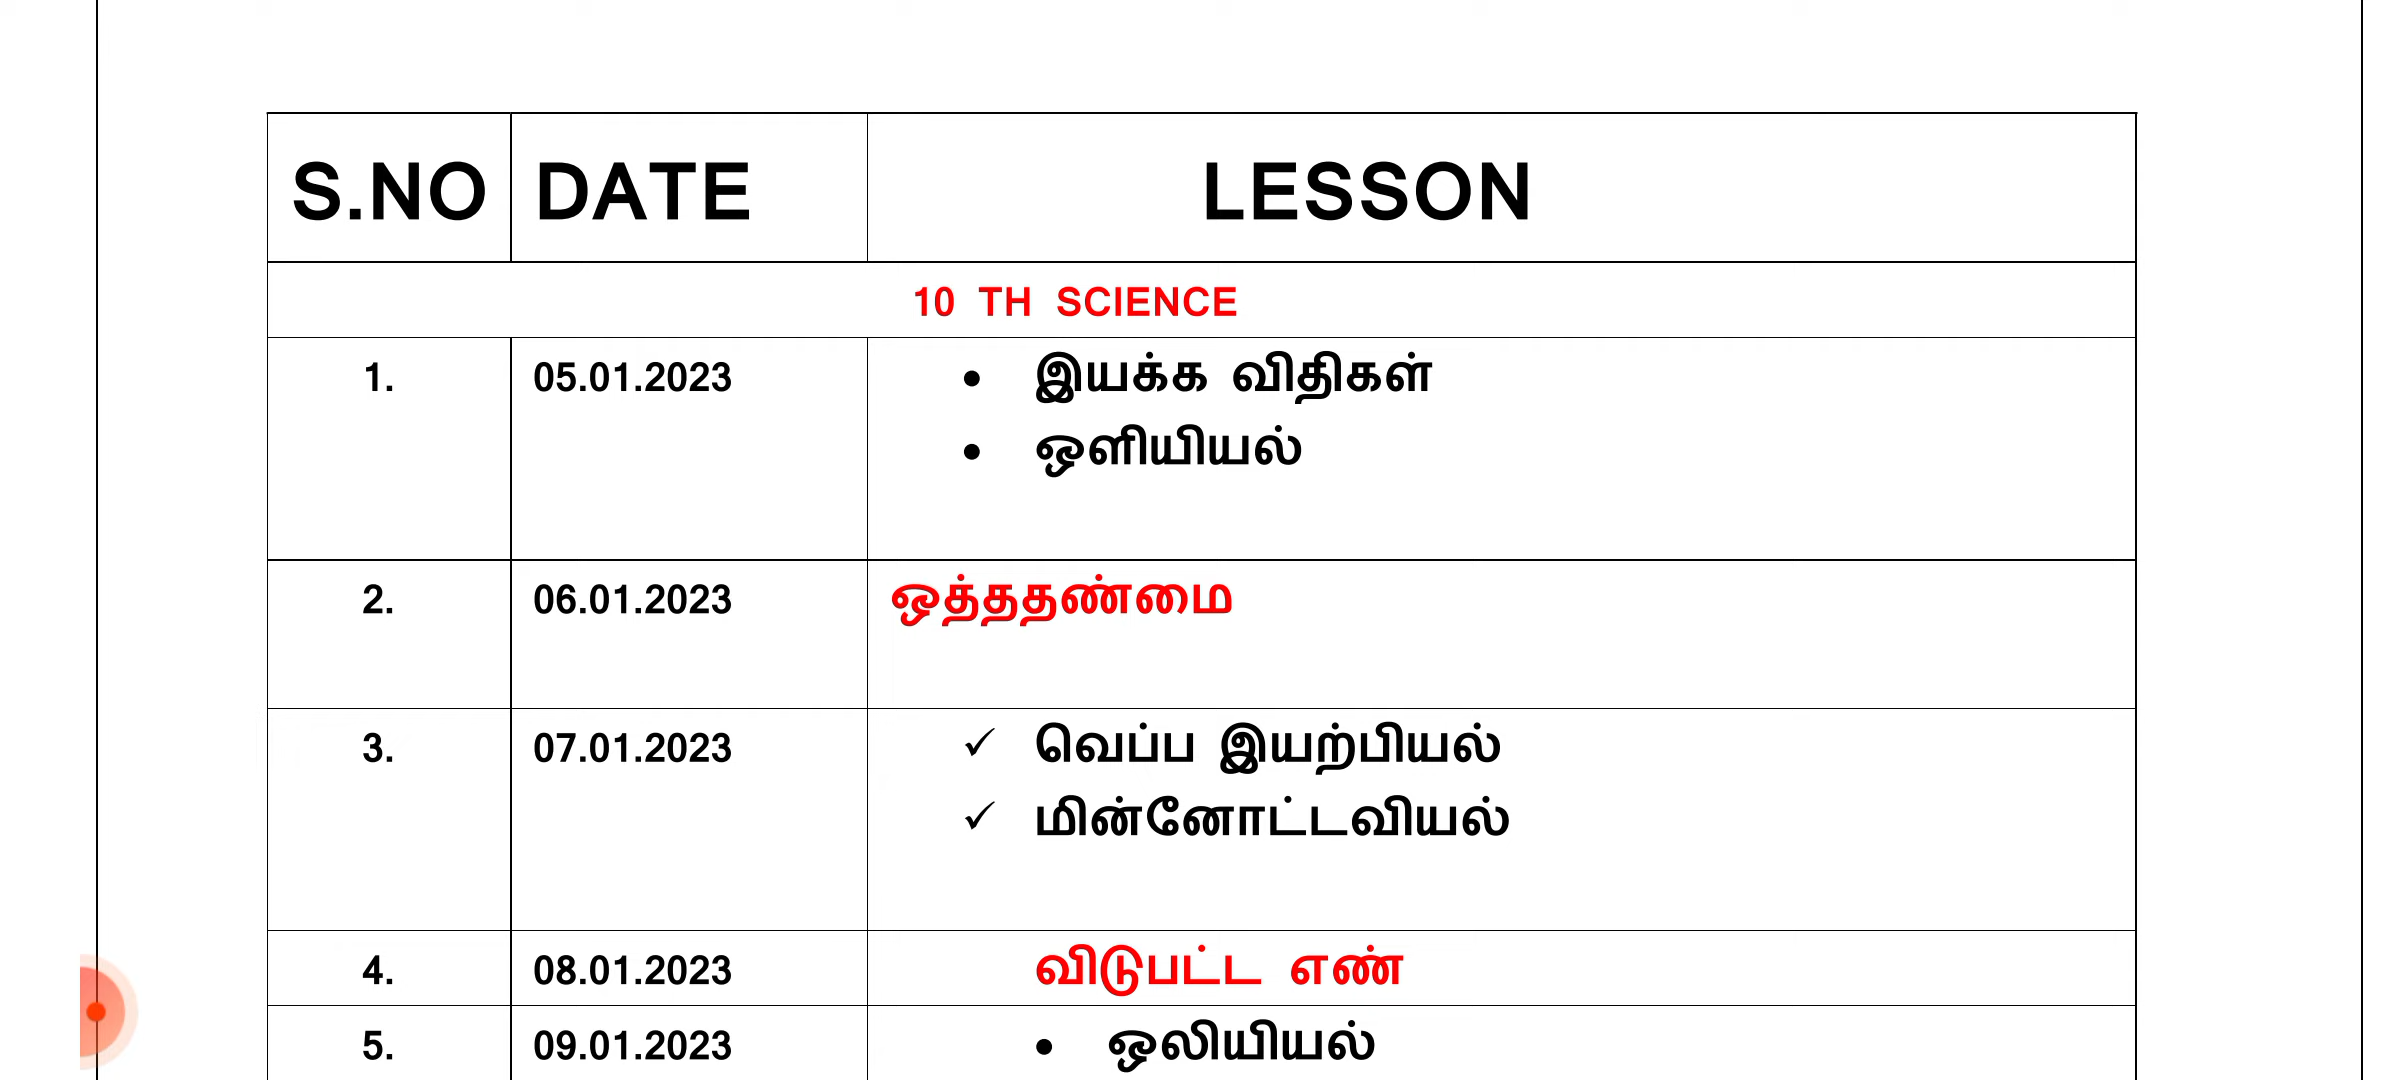 S.NO DATE LESSON
10 TH SCIENCE
1. 05.01.2023 • இயக்க விதிகள்
• ஒளியியல்
2. 06.01.2023 ஒத்ததண்மை
3. 07.01.2023 ✓ வெப்ப இயற்பியல்
✓ மின்னோட்டவியல்
4. 08.01.2023 விடுபட்ட எண்
5. 09.01.2023 • ஒலியியல்